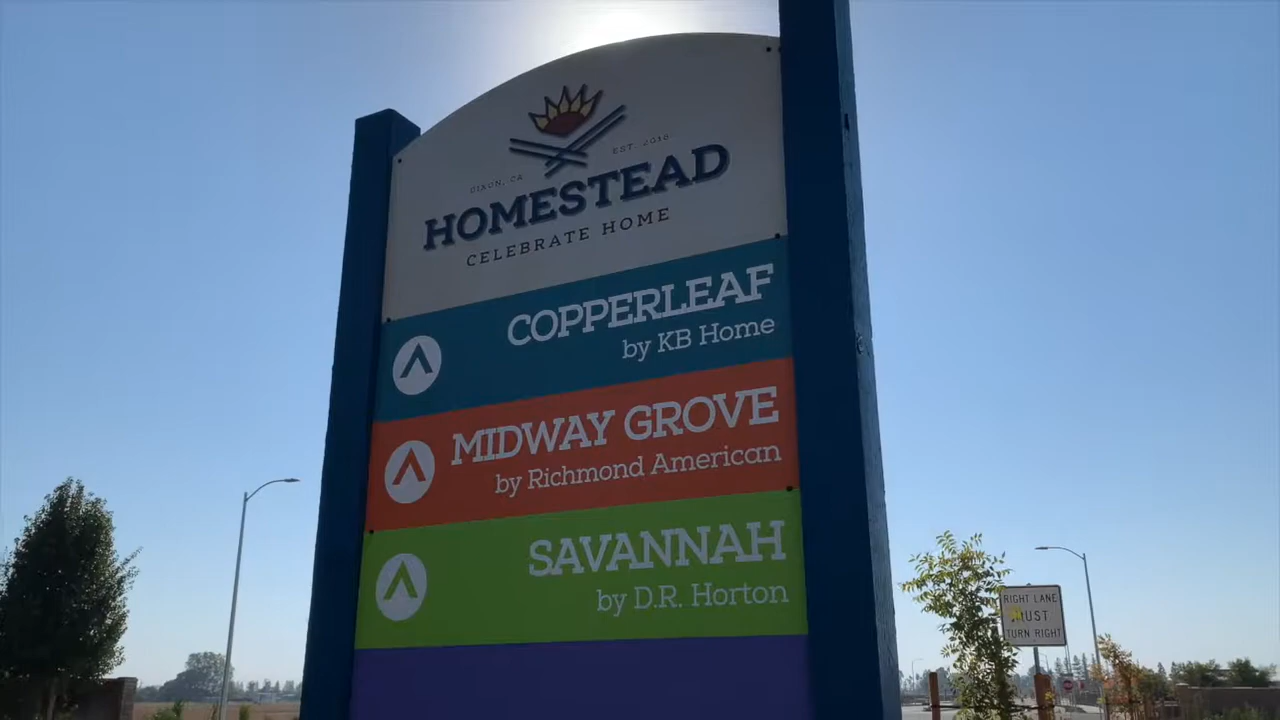 DIXON, CA
EST. 2016
HOMESTEAD
CELEBRATE HOME
COPPERLEAF
by KB Home
MIDWAY GROVE
by Richmond American
SAVANNAH
by D.R. Horton
RIGHT LANE
MUST
TURN RIGHT